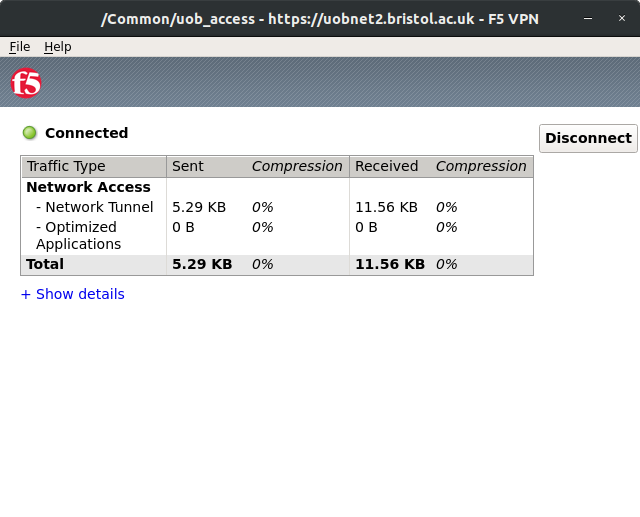 /Common/uob_access - https://uobnet2.bristol.ac.uk - F5 VPN
File Help
f5
Connected
Disconnect
Traffic Type Sent Compression Received Compression
Network Access
- Network Tunnel 5.29 KB 0% 11.56 KB 0%
- Optimized 0 B 0% 0 B 0%
Applications
Total 5.29 KB 0% 11.56 KB 0%
+ Show details